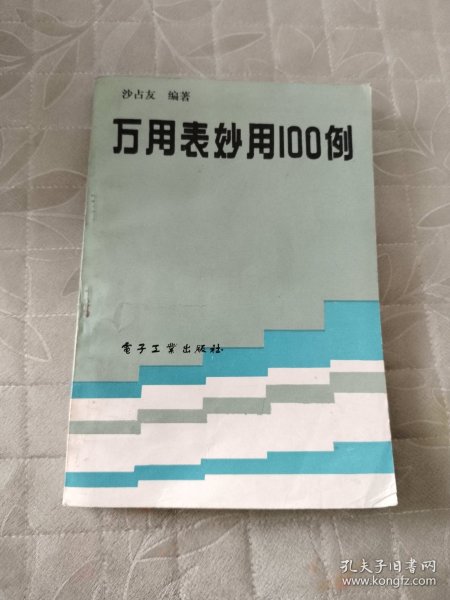 沙占友 编著
万用表妙用100例
電子工業出版社
孔夫子旧书网
www.kongfz.com